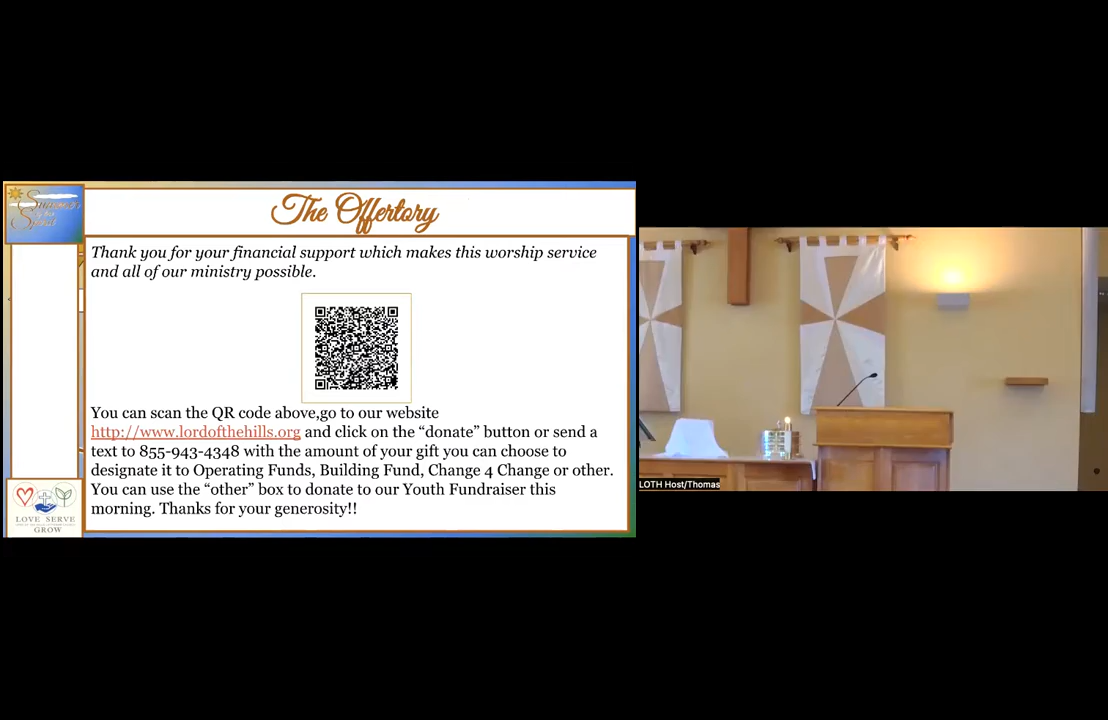 The Offertory
Thank you for your financial support which makes this worship service
and all of our ministry possible.
You can scan the QR code above,go to our website
http://www.lordofthehills.org and click on the “donate” button or send a
text to 855-943-4348 with the amount of your gift you can choose to
designate it to Operating Funds, Building Fund, Change 4 Change or other.
You can use the “other” box to donate to our Youth Fundraiser this
morning. Thanks for your generosity!!
LOVE SERVE
GROW
LOTH Host/Thomas